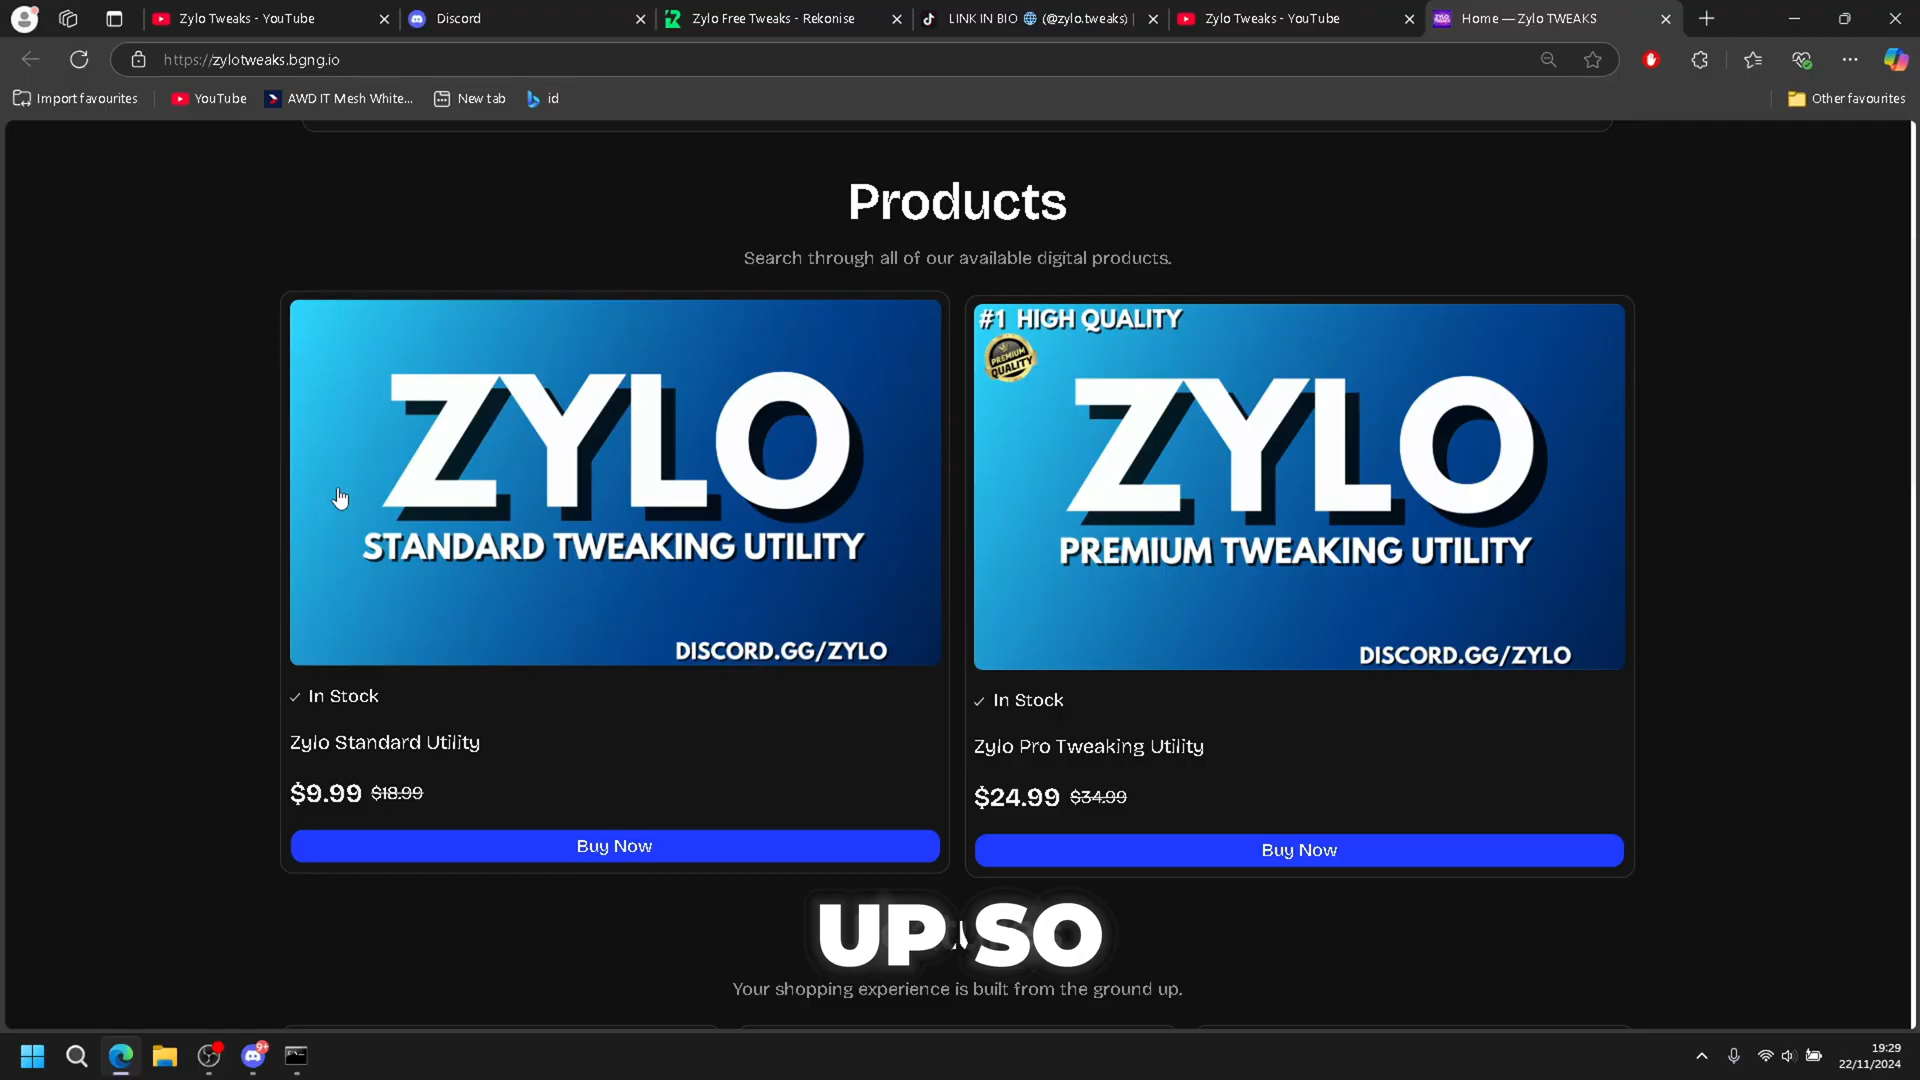 Zylo Tweaks - YouTube
Discord
Zylo Free Tweaks - Rekonise
LINK IN BIO 🌐 (@zylo.tweaks) |
Zylo Tweaks - YouTube
Home — Zylo TWEAKS
https://zylotweaks.bgng.io
Import favourites
YouTube
AWD IT Mesh White...
New tab
id
Other favourites
Products
Search through all of our available digital products.
ZYLO
STANDARD TWEAKING UTILITY
DISCORD.GG/ZYLO
#1 HIGH QUALITY
PREMIUM
QUALITY
ZYLO
PREMIUM TWEAKING UTILITY
DISCORD.GG/ZYLO
In Stock
Zylo Standard Utility
$9.99 $18.99
Buy Now
In Stock
Zylo Pro Tweaking Utility
$24.99 $34.99
Buy Now
UP SO
Your shopping experience is built from the ground up.
9+
19:29
22/11/2024